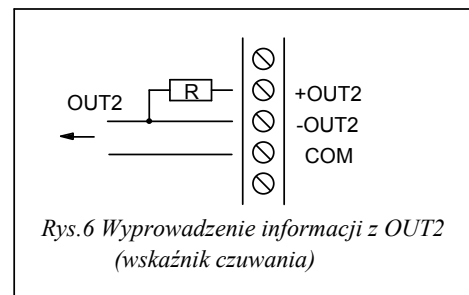 R
OUT2
+OUT2
-OUT2
COM
Rys.6 Wyprowadzenie informacji z OUT2
(wskaźnik czuwania)